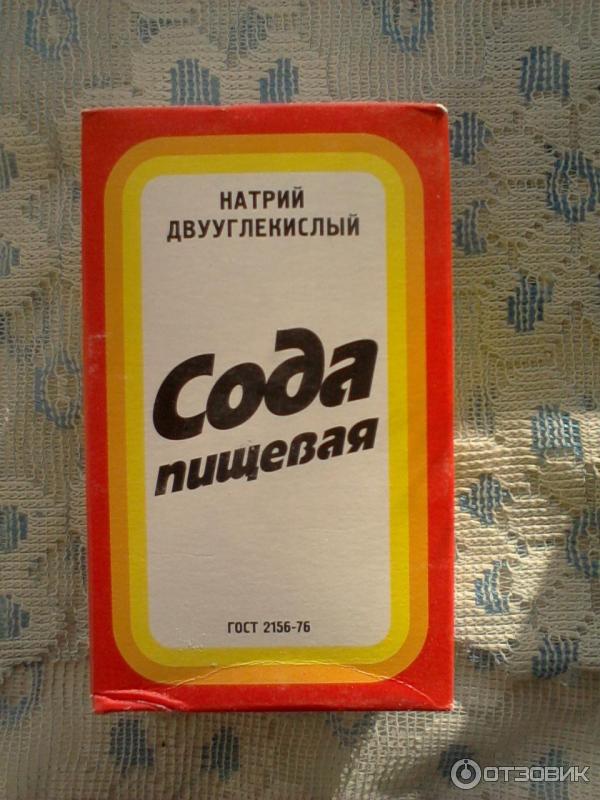 НАТРИЙ
ДВУУГЛЕКИСЛЫЙ
Сода
пищевая
ГОСТ 2156-76
ОТЗОВИК